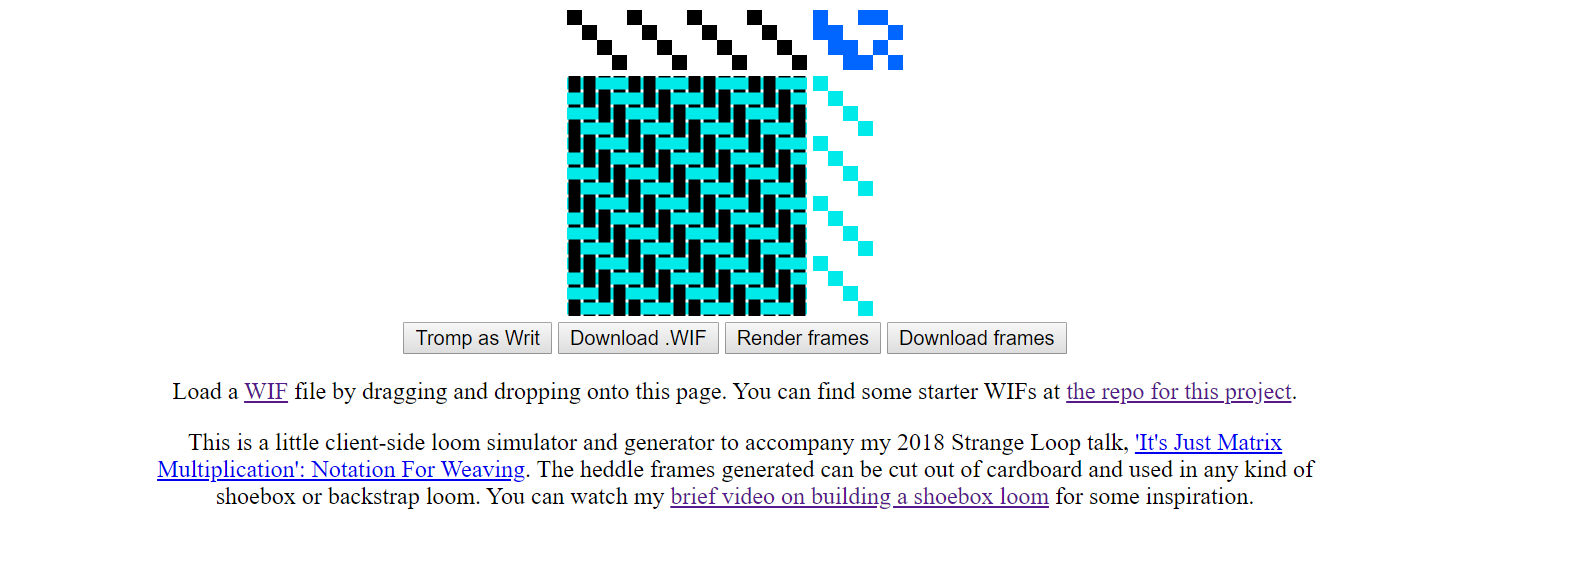 Tromp as Writ Download .WIF Render frames Download frames
Load a WIF file by dragging and dropping onto this page. You can find some starter WIFs at the repo for this project.
This is a little client-side loom simulator and generator to accompany my 2018 Strange Loop talk, 'It's Just Matrix
Multiplication': Notation For Weaving. The heddle frames generated can be cut out of cardboard and used in any kind of
shoebox or backstrap loom. You can watch my brief video on building a shoebox loom for some inspiration.